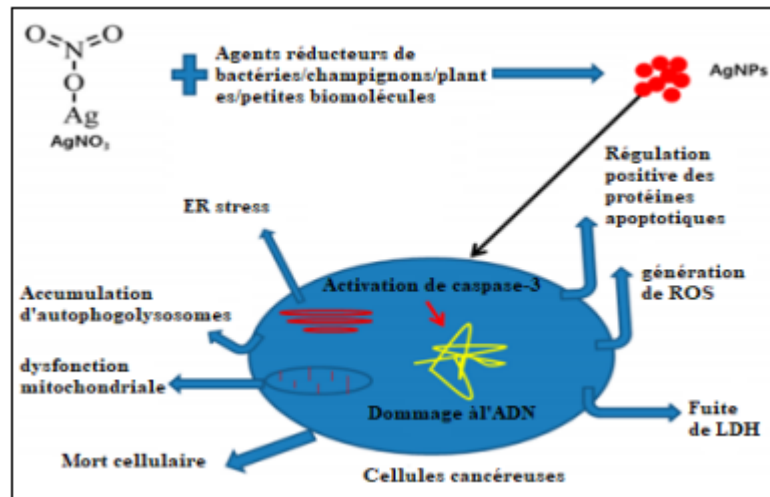 O O
N
O
Ag
AgNO₃
Agents réducteurs de
bactéries/champignons/plant
es/petites biomolécules
AgNPs
Régulation
positive des
protéines
apoptotiques
ER stress
génération
de ROS
Activation de caspase-3
Accumulation
d'autophogolysosomes
dysfonction
mitochondriale
Dommage àl'ADN
Fuite
de LDH
Mort cellulaire
Cellules cancéreuses